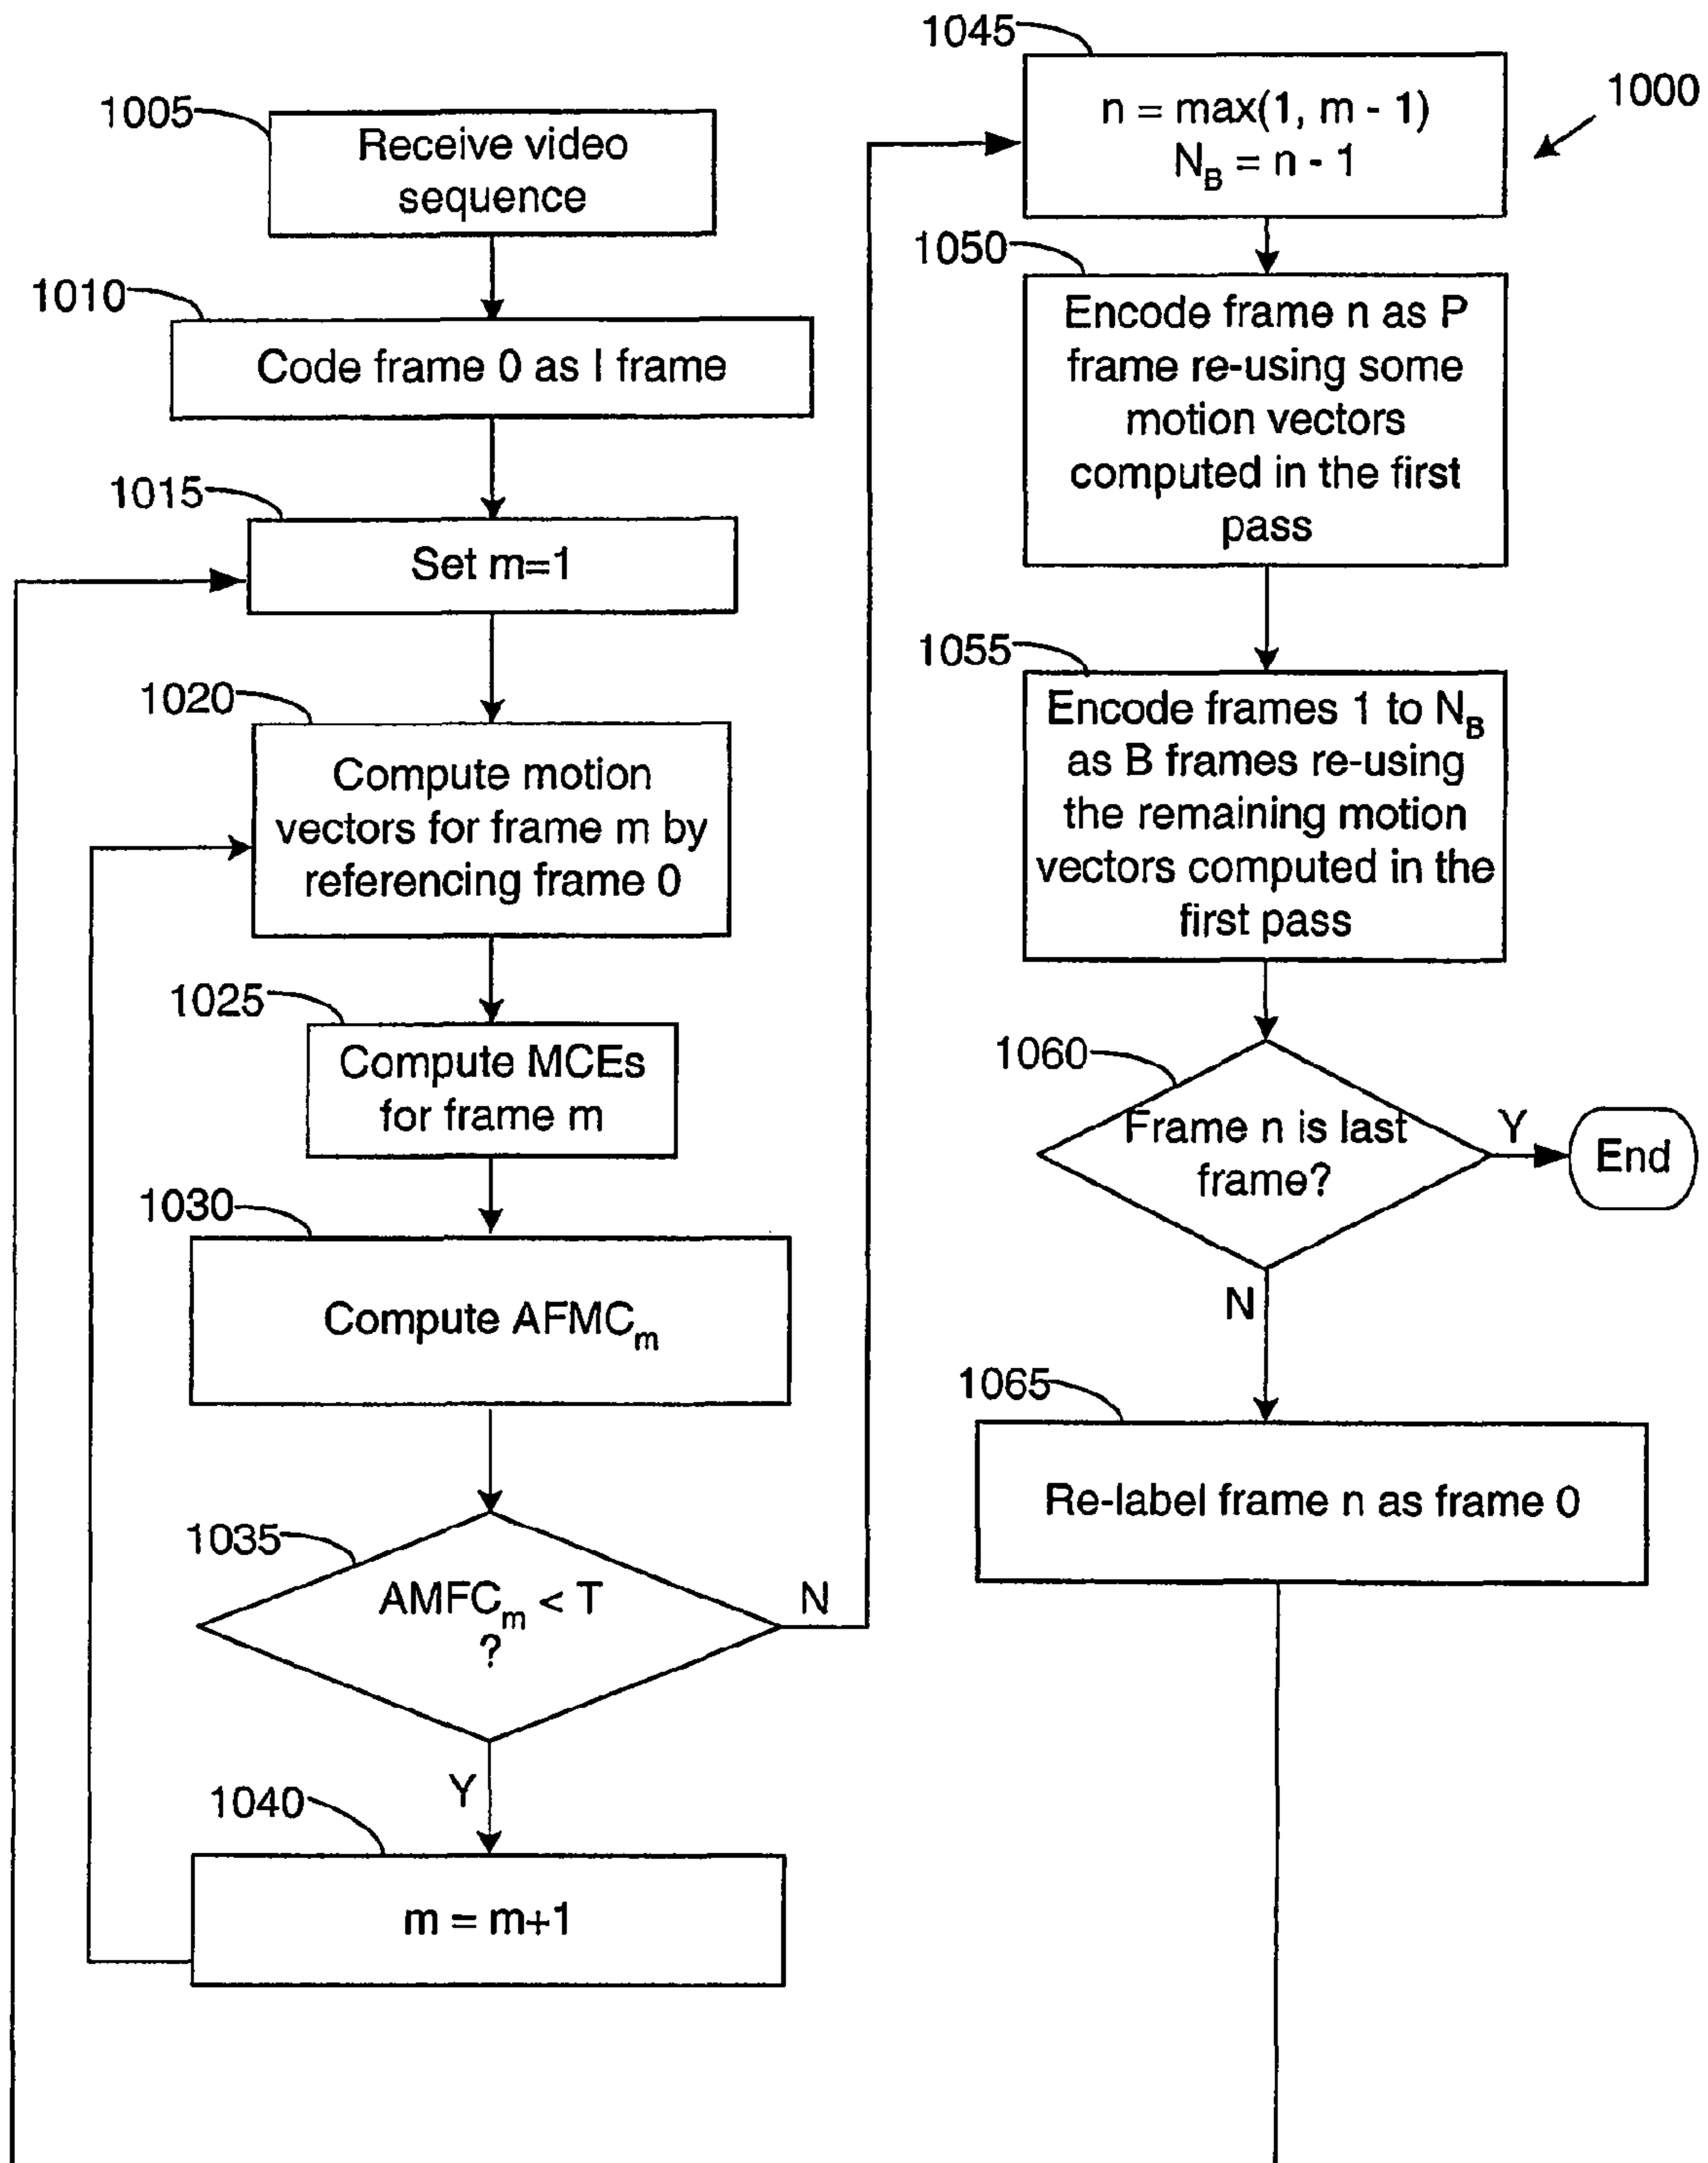 1005
Receive video
sequence
1010
Code frame 0 as I frame
1015
Set m=1
1020
Compute motion
vectors for frame m by
referencing frame 0
1025
Compute MCEs
for frame m
1030
Compute AFMCm
1035
AMFCm < T
?
N
Y
1040
m = m+1
1045
n = max(1, m - 1)
NB = n - 1
1000
1050
Encode frame n as P
frame re-using some
motion vectors
computed in the first
pass
1055
Encode frames 1 to NB
as B frames re-using
the remaining motion
vectors computed in the
first pass
1060
Frame n is last
frame?
Y
End
N
1065
Re-label frame n as frame 0